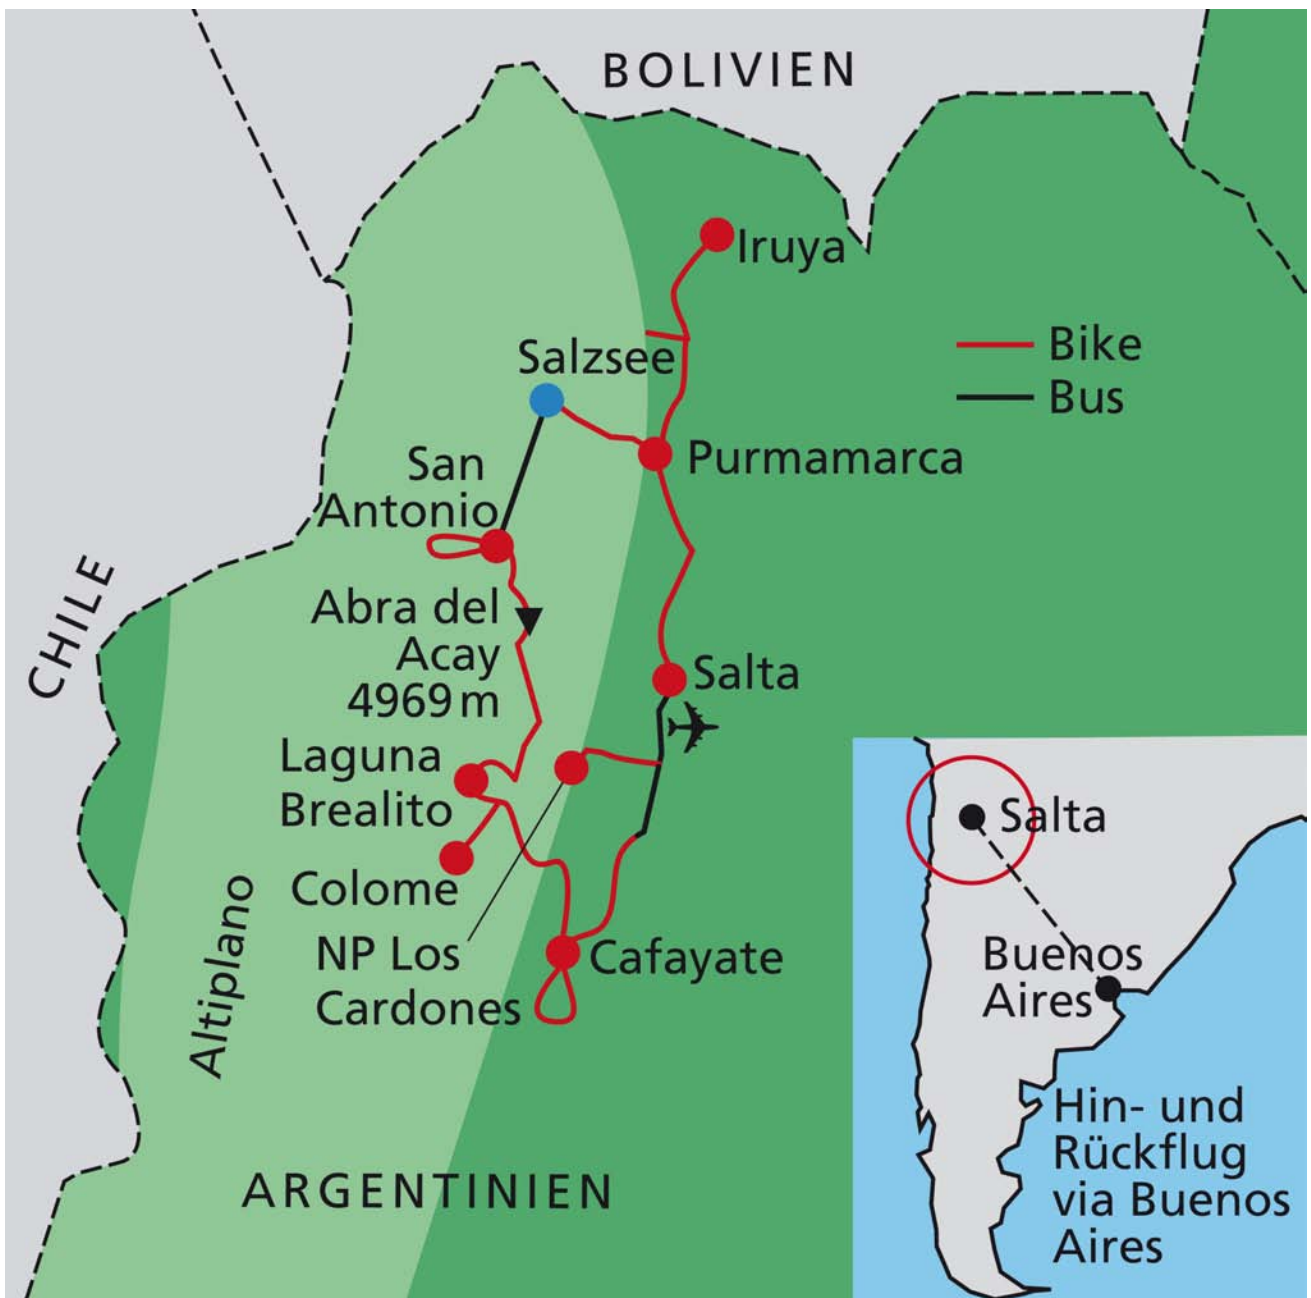 BOLIVIEN
Iruya
Bike
Salzsee
Bus
San
Antonio
Purmamarca
CHILE
Abra del
Acay
4969 m
Salta
Laguna
Brealito
Colome
Altiplano
NP Los
Cardones
Cafayate
ARGENTINIEN
Salta
Buenos
Aires
Hin- und
Rückflug
via Buenos
Aires